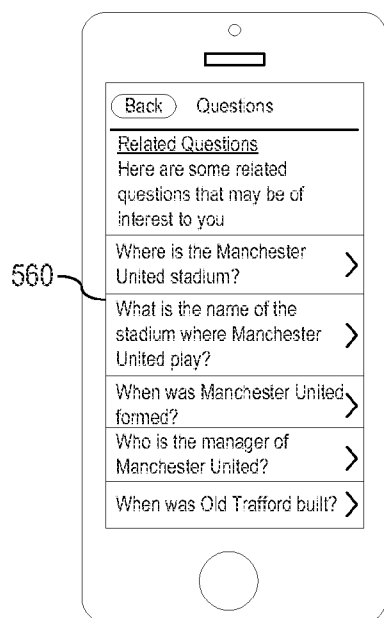 Back Questions
Related Questions
Here are some related
questions that may be of
interest to you
Where is the Manchester
United stadium?
560
What is the name of the
stadium where Manchester
United play?
When was Manchester United
formed?
Who is the manager of
Manchester United?
When was Old Trafford built?